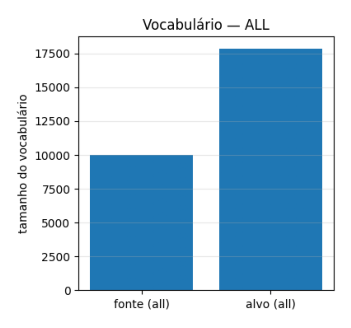 Vocabulário — ALL
tamanho do vocabulário
17500
15000
12500
10000
7500
5000
2500
0
fonte (all)
alvo (all)